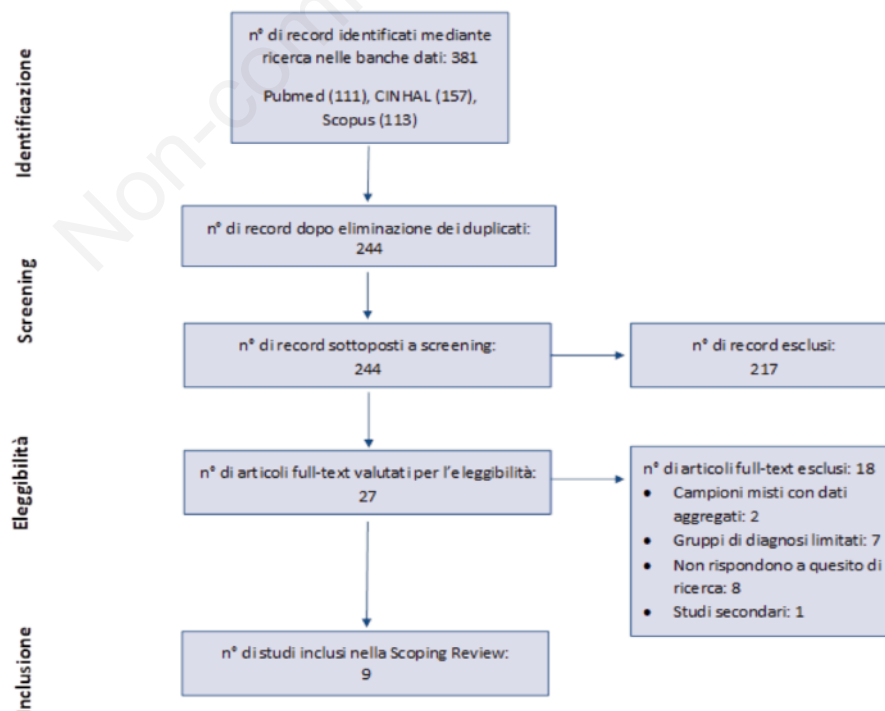 Identificazione
n° di record identificati mediante
ricerca nelle banche dati: 381
Pubmed (111), CINHAL (157),
Scopus (113)
Screening
n° di record dopo eliminazione dei duplicati:
244
n° di record sottoposti a screening:
244
n° di record esclusi:
217
Eleggibilità
n° di articoli full-text valutati per l'eleggibilità:
27
n° di articoli full-text esclusi: 18
• Campioni misti con dati
aggregati: 2
• Gruppi di diagnosi limitati: 7
• Non rispondono a quesito di
ricerca: 8
• Studi secondari: 1
Inclusione
n° di studi inclusi nella Scoping Review:
9
Non-com